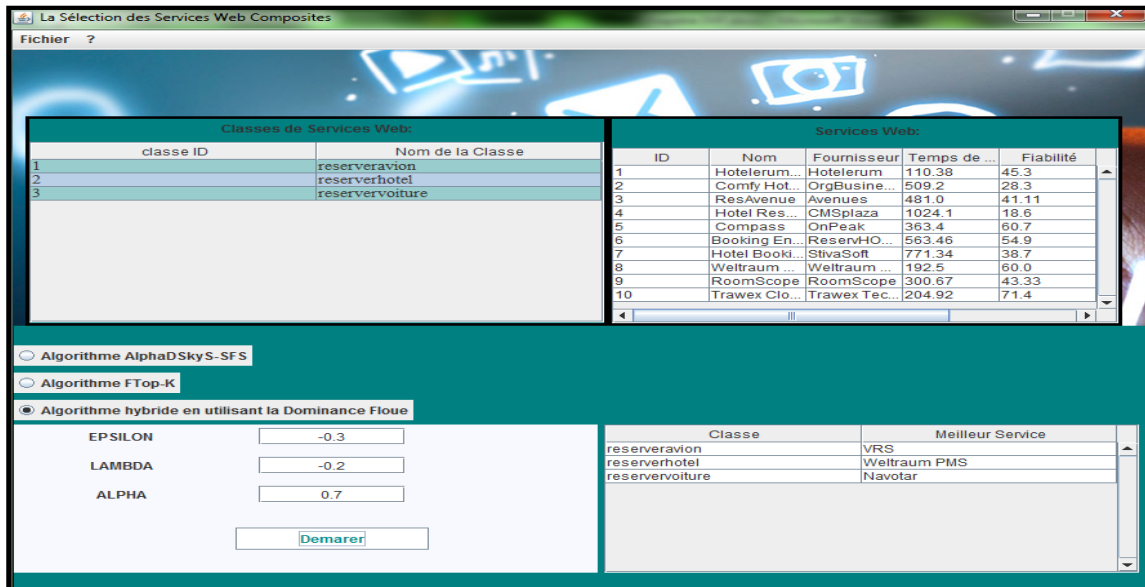 La Sélection des Services Web Composites
Fichier ?
Classes de Services Web:
classe ID Nom de la Classe
1 reserveravion
2 reserverhotel
3 reservervoiture
Services Web:
ID Nom Fournisseur Temps de ... Fiabilité
1 Hotelerum... Hotelerum 110.38 45.3
2 Comfy Hot... OrgBusine... 509.2 28.3
3 ResAvenue Avenues 481.0 41.11
4 Hotel Res... CMSplaza 1024.1 18.6
5 Compass OnPeak 363.4 60.7
6 Booking En... ReservHO... 563.46 54.9
7 Hotel Booki... StivaSoft 771.34 38.7
8 Weltraum ... Weltraum ... 192.5 60.0
9 RoomScope RoomScope 300.67 43.33
10 Trawex Clo... Trawex Tec... 204.92 71.4
Algorithme AlphaDSkyS-SFS
Algorithme FTop-K
Algorithme hybride en utilisant la Dominance Floue
EPSILON -0.3
LAMBDA -0.2
ALPHA 0.7
Demarer
Classe Meilleur Service
reserveravion VRS
reserverhotel Weltraum PMS
reservervoiture Navotar